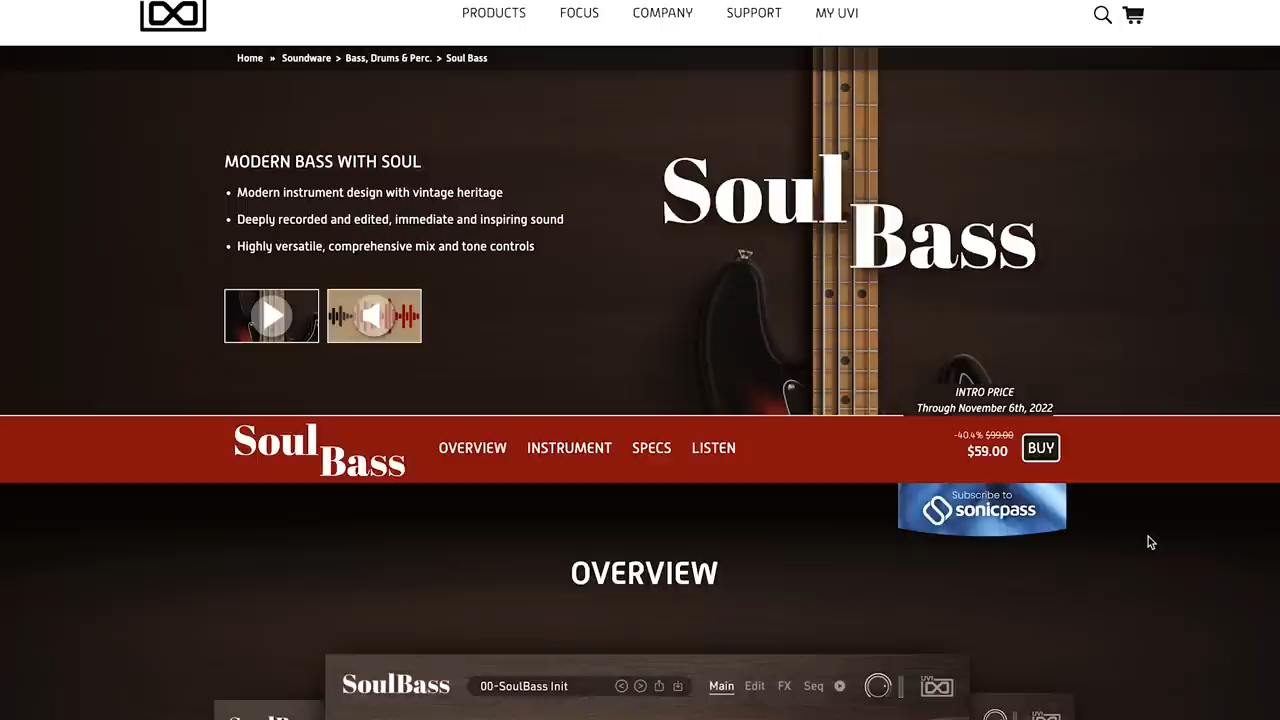 PRODUCTS FOCUS COMPANY SUPPORT MY UVI
Home » Soundware > Bass, Drums & Perc. > Soul Bass
MODERN BASS WITH SOUL
• Modern instrument design with vintage heritage
• Deeply recorded and edited, immediate and inspiring sound
• Highly versatile, comprehensive mix and tone controls
Soul
Bass
INTRO PRICE
Through November 6th, 2022
Soul
Bass
OVERVIEW INSTRUMENT SPECS LISTEN
-40.4% $99.00
$59.00
BUY
Subscribe to
sonicpass
OVERVIEW
SoulBass 00-SoulBass Init Main Edit FX Seq UVI